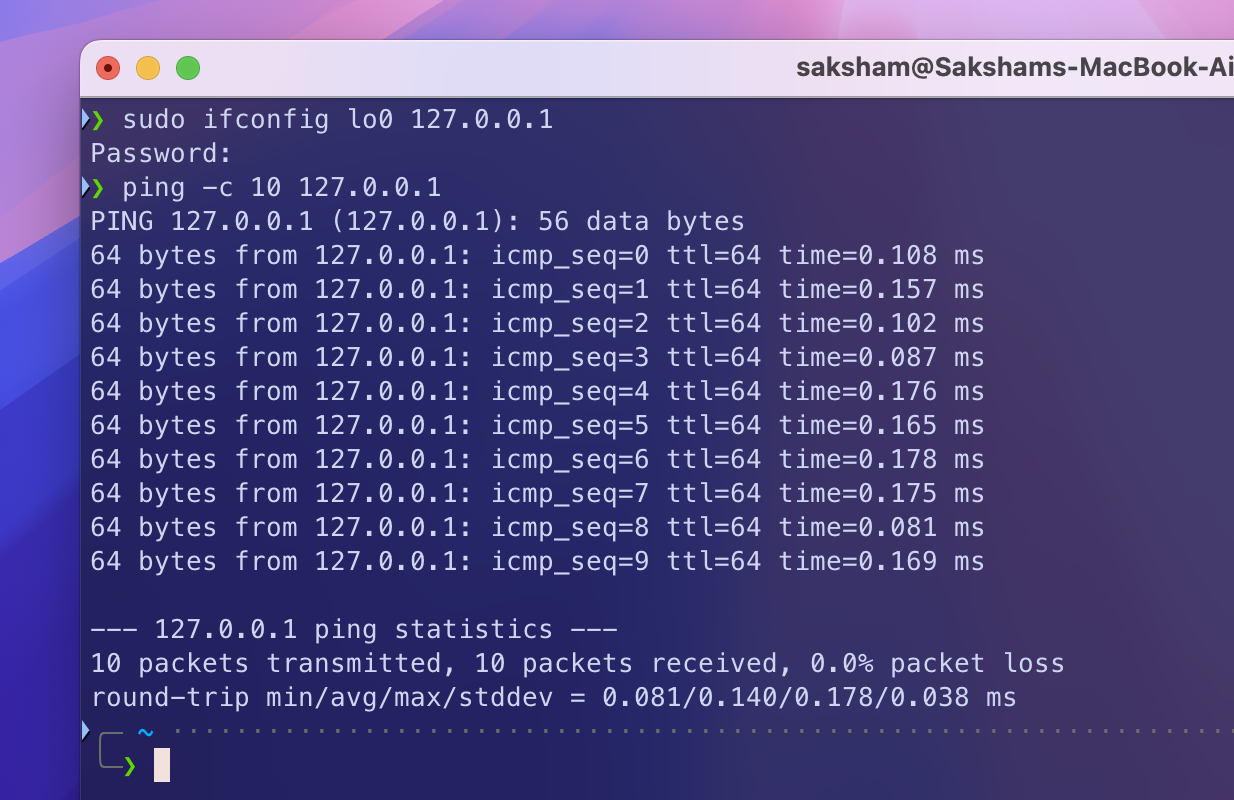 saksham@Sakshams-MacBook-Ai
❯ sudo ifconfig lo0 127.0.0.1
Password:
❯ ping -c 10 127.0.0.1
PING 127.0.0.1 (127.0.0.1): 56 data bytes
64 bytes from 127.0.0.1: icmp_seq=0 ttl=64 time=0.108 ms
64 bytes from 127.0.0.1: icmp_seq=1 ttl=64 time=0.157 ms
64 bytes from 127.0.0.1: icmp_seq=2 ttl=64 time=0.102 ms
64 bytes from 127.0.0.1: icmp_seq=3 ttl=64 time=0.087 ms
64 bytes from 127.0.0.1: icmp_seq=4 ttl=64 time=0.176 ms
64 bytes from 127.0.0.1: icmp_seq=5 ttl=64 time=0.165 ms
64 bytes from 127.0.0.1: icmp_seq=6 ttl=64 time=0.178 ms
64 bytes from 127.0.0.1: icmp_seq=7 ttl=64 time=0.175 ms
64 bytes from 127.0.0.1: icmp_seq=8 ttl=64 time=0.081 ms
64 bytes from 127.0.0.1: icmp_seq=9 ttl=64 time=0.169 ms
--- 127.0.0.1 ping statistics ---
10 packets transmitted, 10 packets received, 0.0% packet loss
round-trip min/avg/max/stddev = 0.081/0.140/0.178/0.038 ms
~
❯